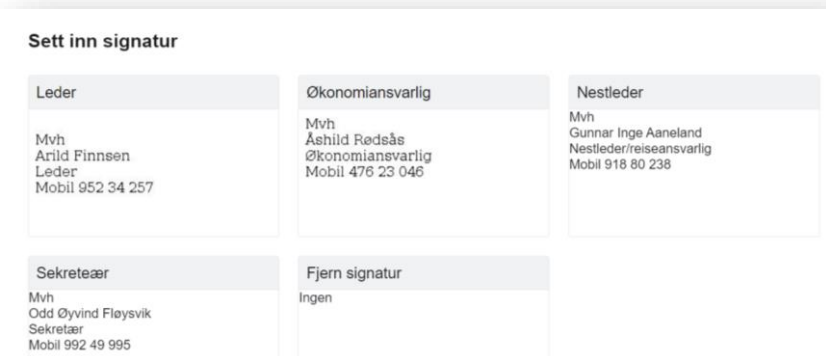 Sett inn signatur
Leder
Mvh
Arild Finnsen
Leder
Mobil 952 34 257
Økonomiansvarlig
Mvh
Åshild Rødsås
Økonomiansvarlig
Mobil 476 23 046
Nestleder
Mvh
Gunnar Inge Aaneland
Nestleder/reiseansvarlig
Mobil 918 80 238
Sekreteær
Mvh
Odd Øyvind Fløysvik
Sekretær
Mobil 992 49 995
Fjern signatur
Ingen